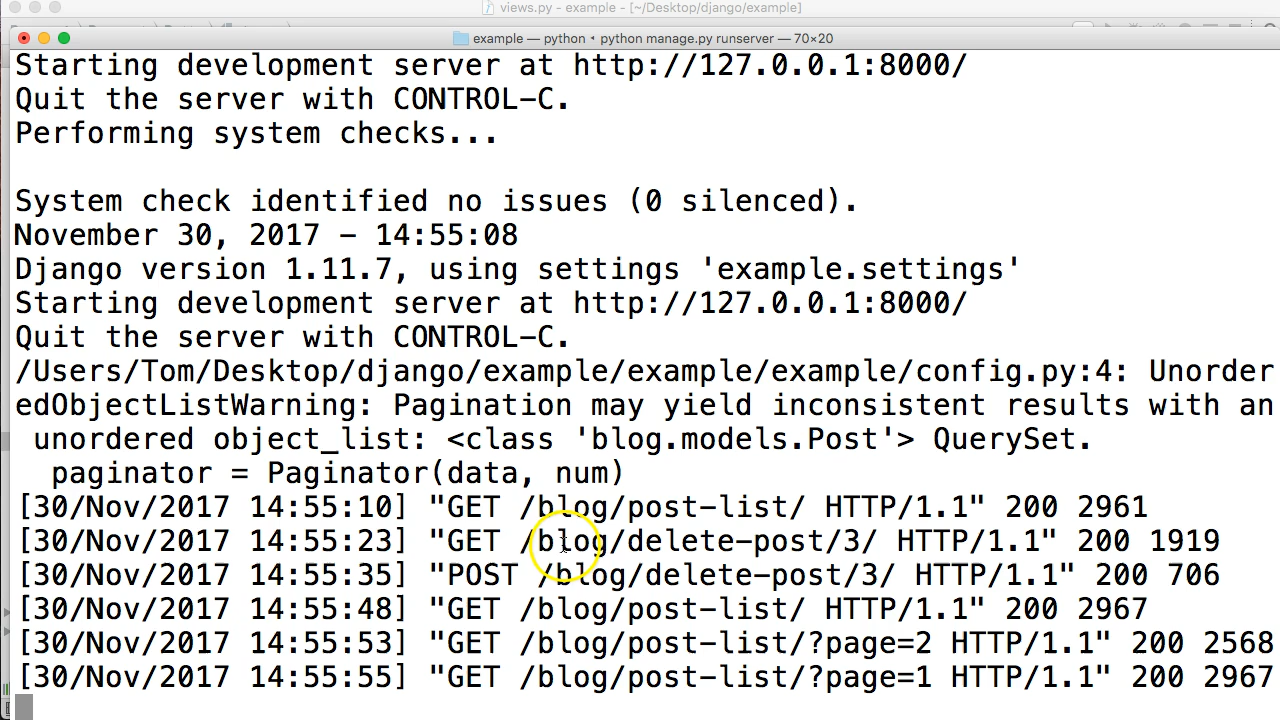 views.py - example - [~/Desktop/django/example]
example — python ‹ python manage.py runserver — 70×20
Starting development server at http://127.0.0.1:8000/
Quit the server with CONTROL-C.
Performing system checks...
System check identified no issues (0 silenced).
November 30, 2017 - 14:55:08
Django version 1.11.7, using settings 'example.settings'
Starting development server at http://127.0.0.1:8000/
Quit the server with CONTROL-C.
/Users/Tom/Desktop/django/example/example/example/config.py:4: Unorder
edObjectListWarning: Pagination may yield inconsistent results with an
unordered object_list: <class 'blog.models.Post'> QuerySet.
paginator = Paginator(data, num)
[30/Nov/2017 14:55:10] "GET /blog/post-list/ HTTP/1.1" 200 2961
[30/Nov/2017 14:55:23] "GET /blog/delete-post/3/ HTTP/1.1" 200 1919
[30/Nov/2017 14:55:35] "POST /blog/delete-post/3/ HTTP/1.1" 200 706
[30/Nov/2017 14:55:48] "GET /blog/post-list/ HTTP/1.1" 200 2967
[30/Nov/2017 14:55:53] "GET /blog/post-list/?page=2 HTTP/1.1" 200 2568
[30/Nov/2017 14:55:55] "GET /blog/post-list/?page=1 HTTP/1.1" 200 2967